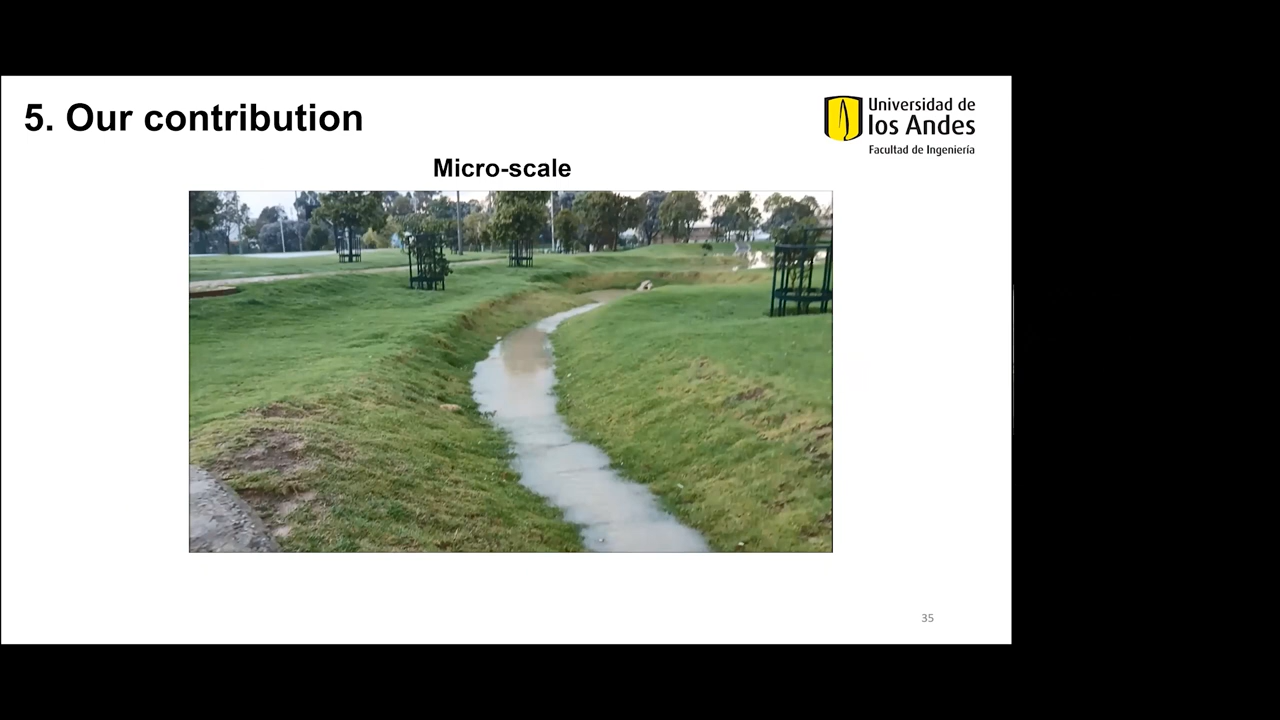 5. Our contribution
Universidad de
los Andes
Facultad de Ingeniería
Micro-scale
35